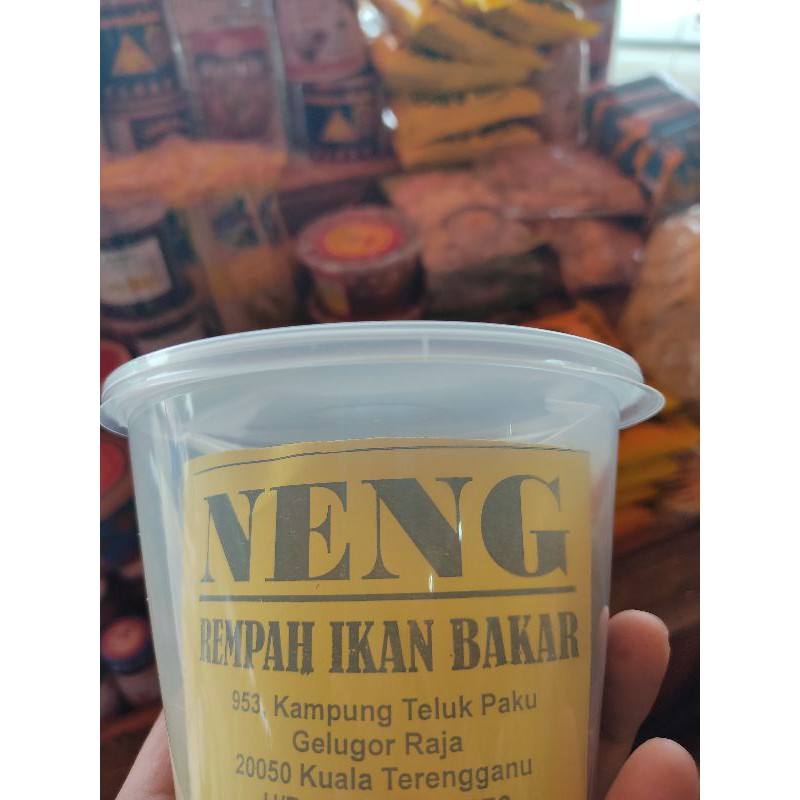 NENG
REMPAH IKAN BAKAR
953, Kampung Teluk Paku
Gelugor Raja
20050 Kuala Terengganu